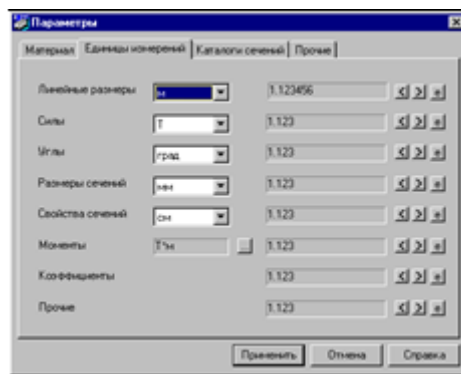 Параметры
Материал Единицы измерений Каталоги сечений Прочие
Линейные размеры м 1.123456 < > e
Силы Т 1.123 < > e
Углы град 1.123 < > e
Размеры сечений мм 1.123 < > e
Свойства сечений см 1.123 < > e
Моменты Т*м ... 1.123 < > e
Коэффициенты 1.123 < > e
Прочие 1.123 < > e
Применить Отмена Справка